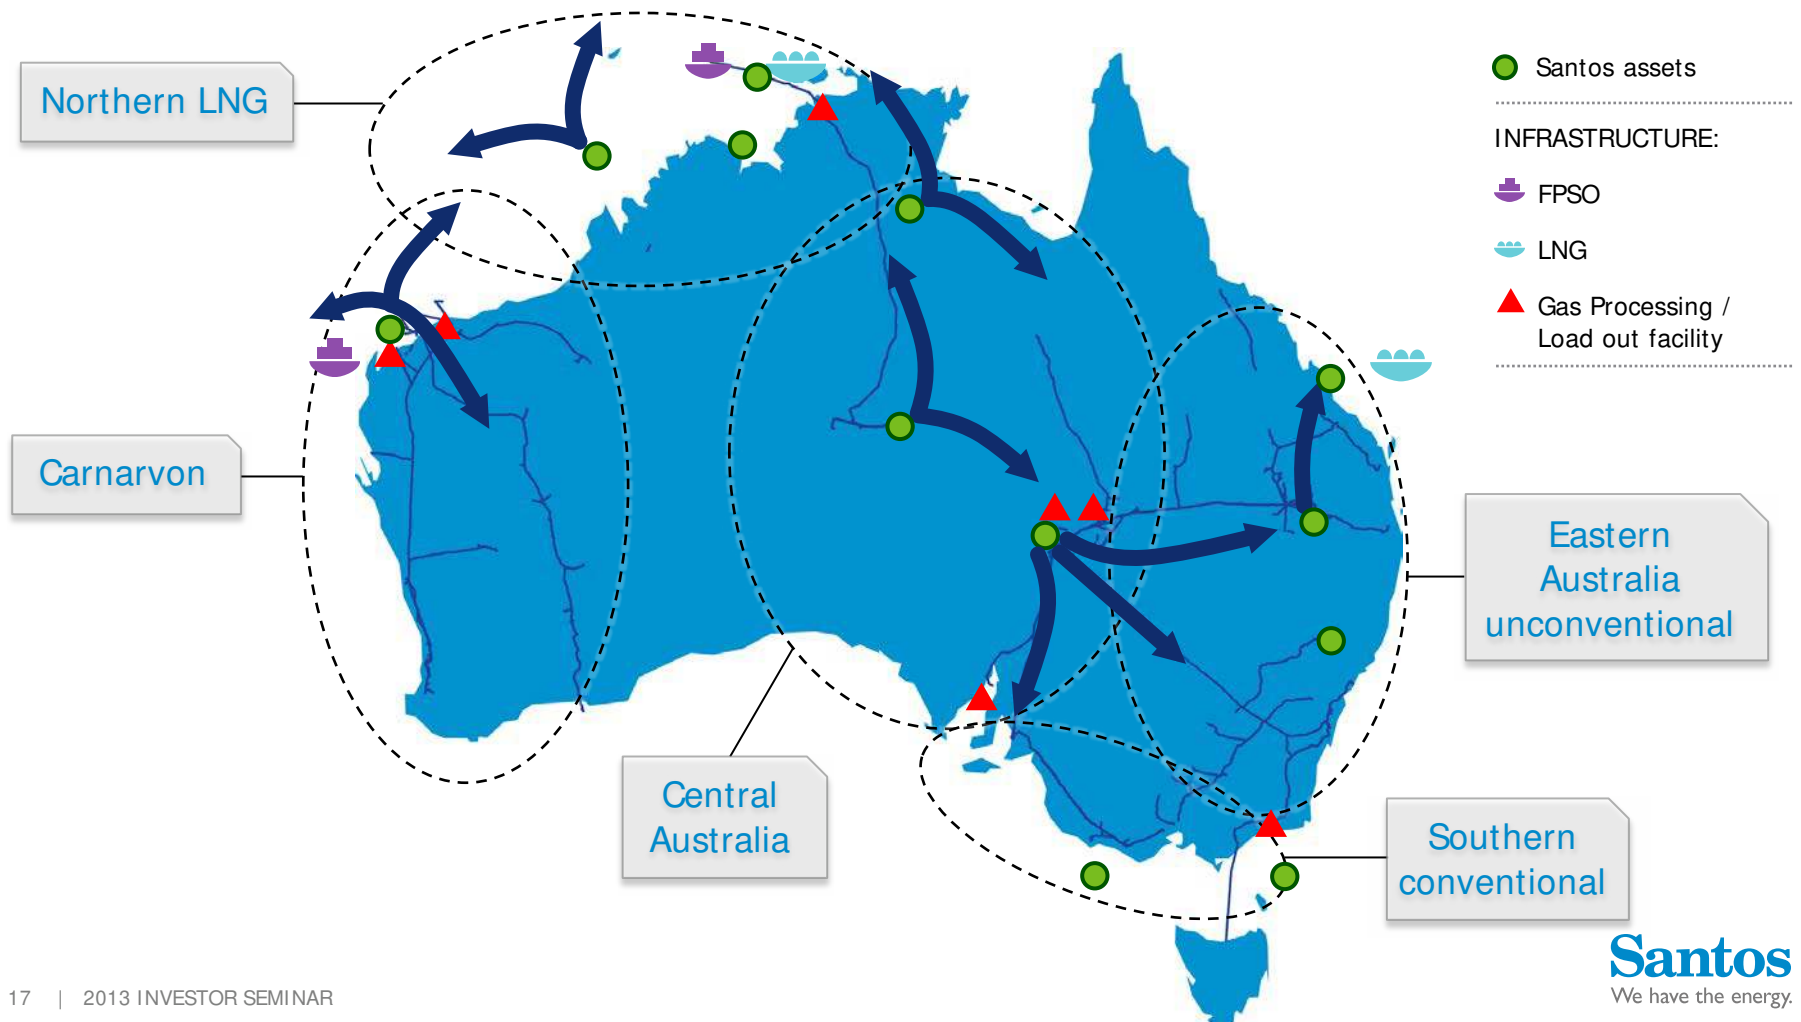 Northern LNG
Carnarvon
Central
Australia
Santos assets
INFRASTRUCTURE:
FPSO
LNG
Gas Processing /
Load out facility
Eastern
Australia
unconventional
Southern
conventional
Santos
We have the energy.
17 | 2013 INVESTOR SEMINAR